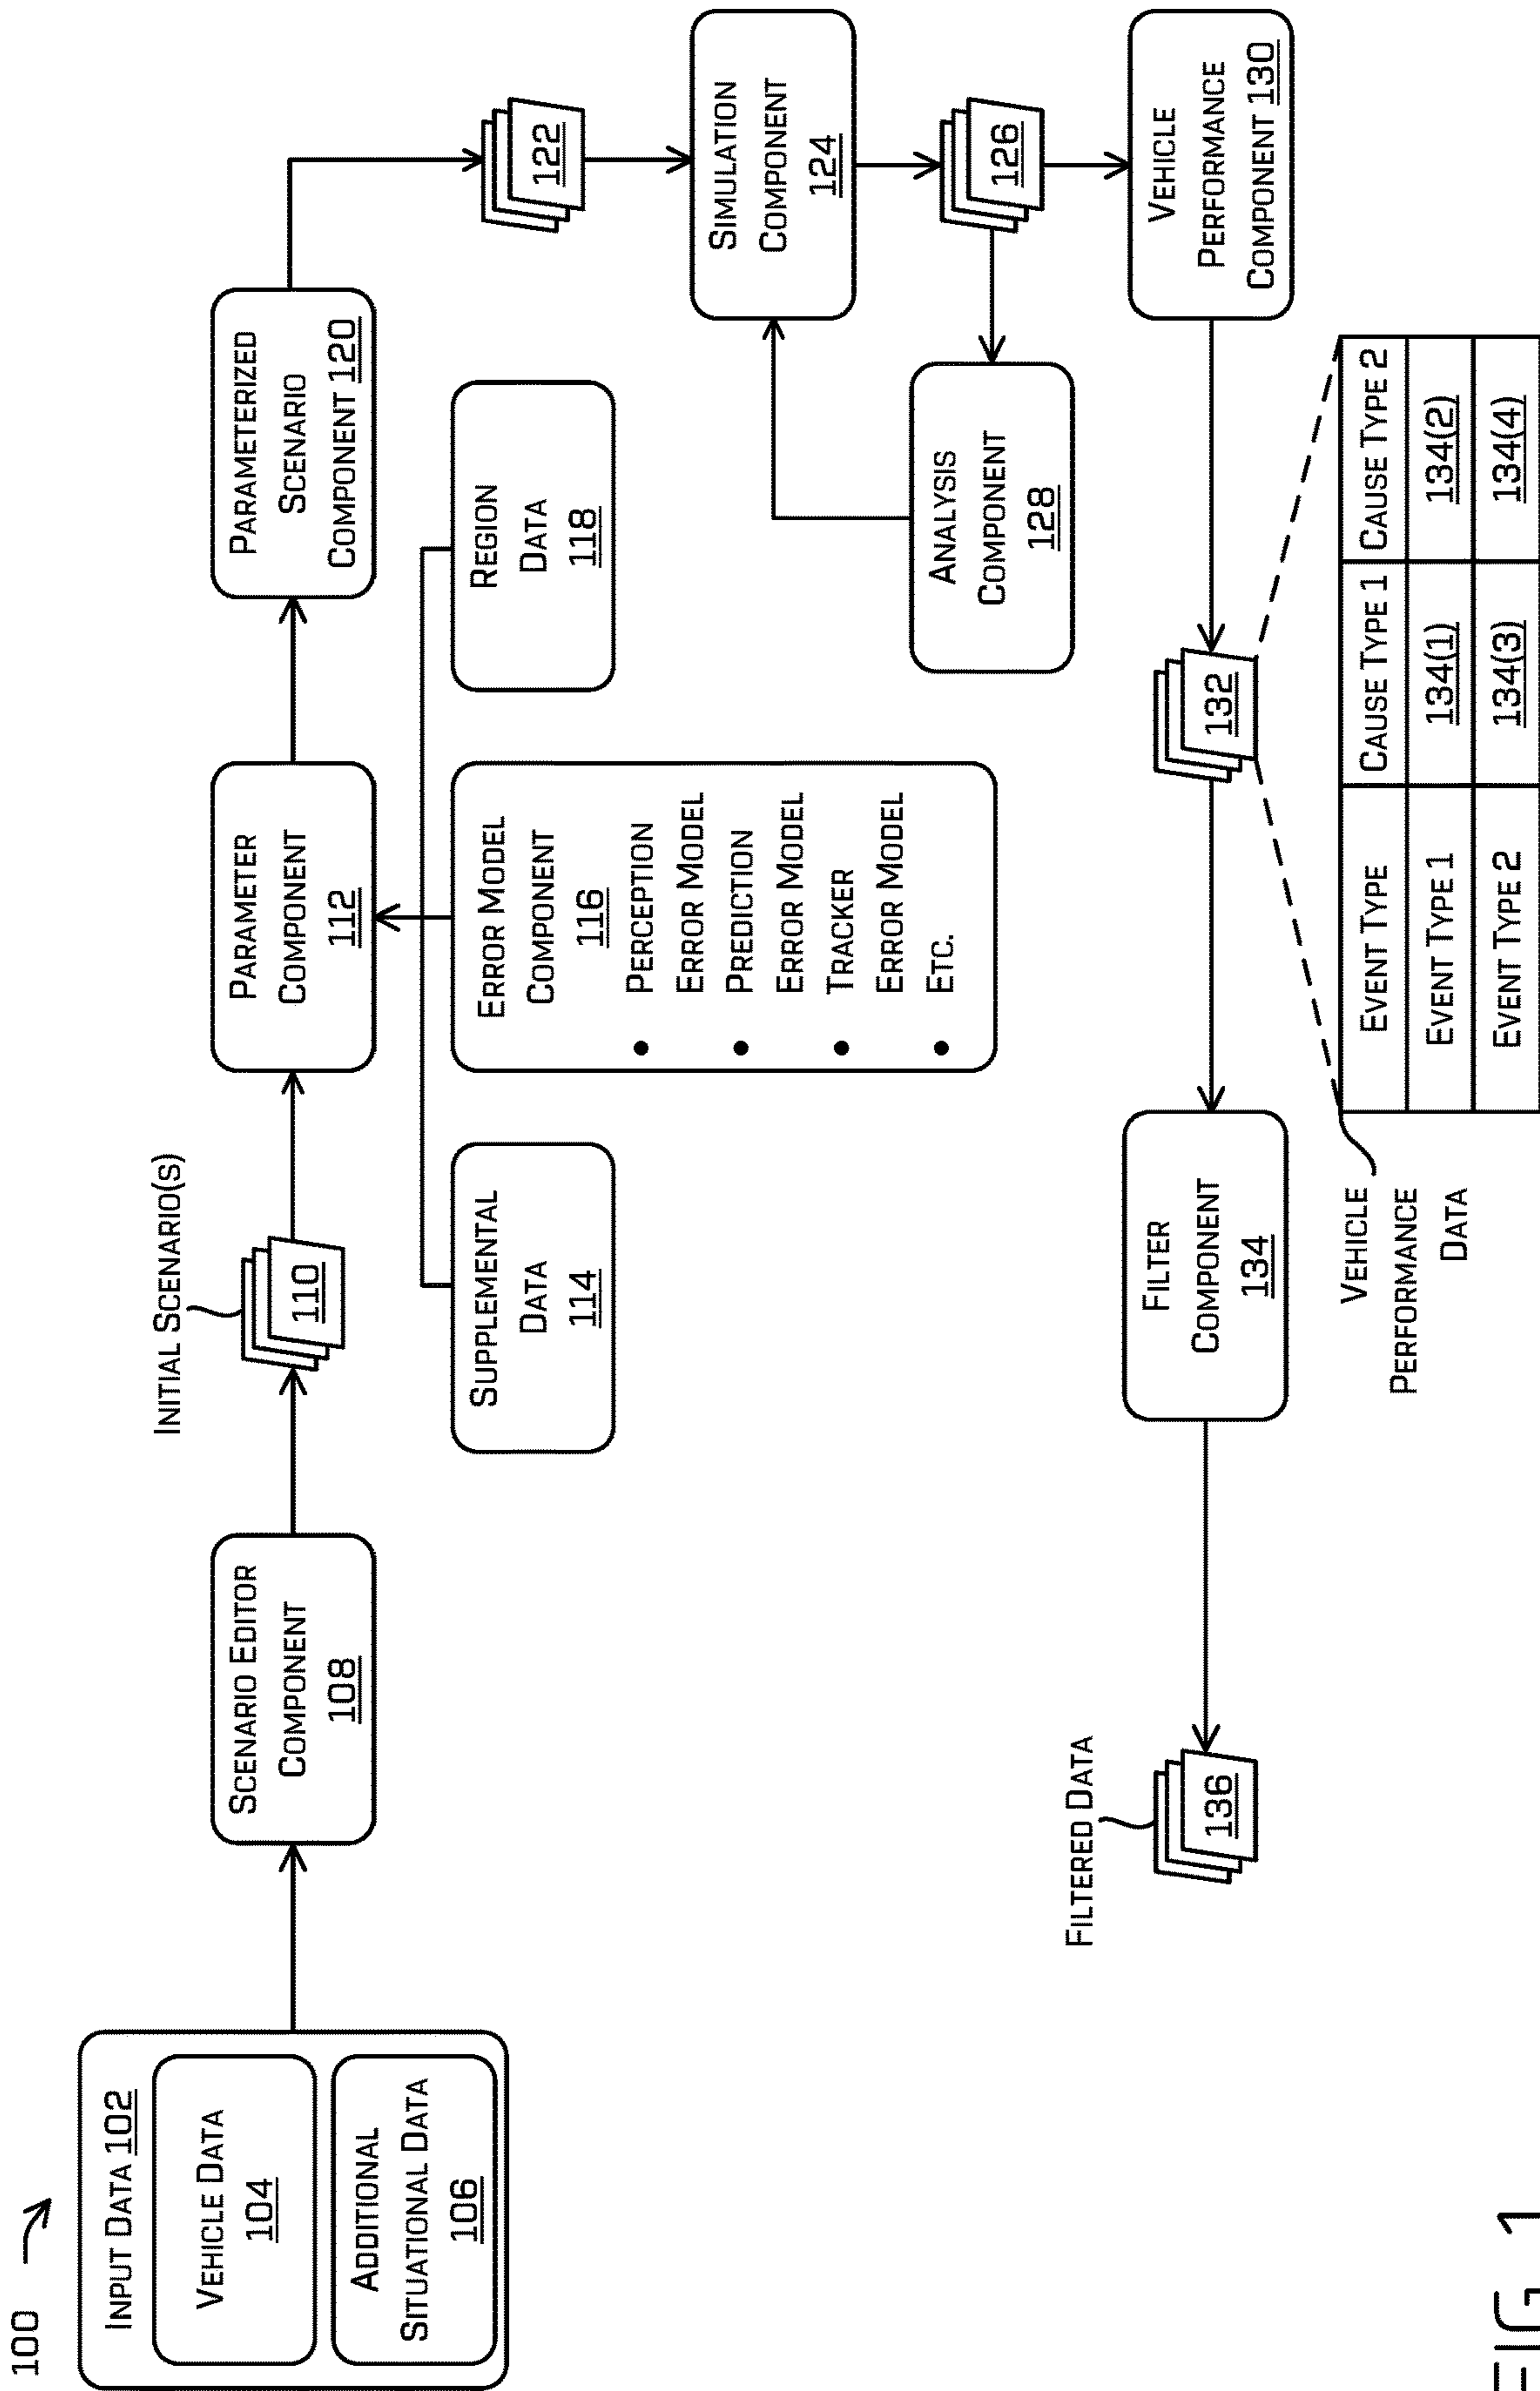 100
INPUT DATA 102
VEHICLE DATA
104
ADDITIONAL
SITUATIONAL DATA
106
SCENARIO EDITOR
COMPONENT
108
INITIAL SCENARIO(S)
110
PARAMETER
COMPONENT
112
PARAMETERIZED
SCENARIO
COMPONENT 120
SUPPLEMENTAL
DATA
114
ERROR MODEL
COMPONENT
116
• PERCEPTION
ERROR MODEL
• PREDICTION
ERROR MODEL
• TRACKER
ERROR MODEL
• ETC.
REGION
DATA
118
122
SIMULATION
COMPONENT
124
126
ANALYSIS
COMPONENT
128
VEHICLE
PERFORMANCE
COMPONENT 130
132
FILTER
COMPONENT
134
FILTERED DATA
136
VEHICLE
PERFORMANCE
DATA
EVENT TYPE CAUSE TYPE 1 CAUSE TYPE 2
EVENT TYPE 1 134(1) 134(2)
EVENT TYPE 2 134(3) 134(4)
FIG. 1